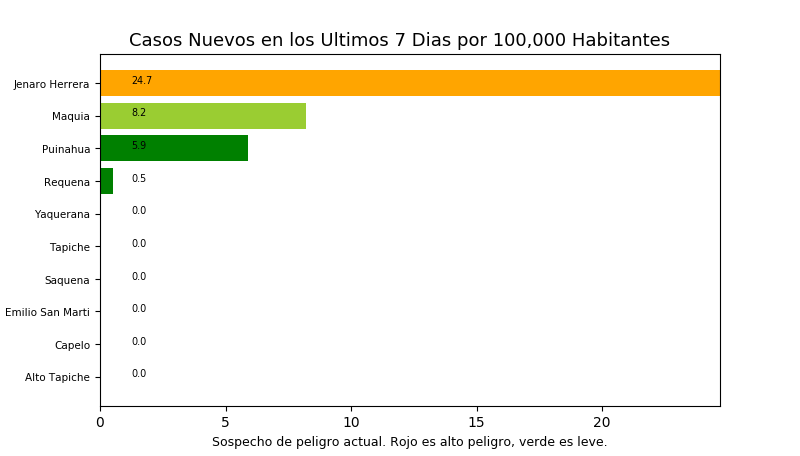 Casos Nuevos en los Ultimos 7 Dias por 100,000 Habitantes
Jenaro Herrera 24.7
Maquia 8.2
Puinahua 5.9
Requena 0.5
Yaquerana 0.0
Tapiche 0.0
Saquena 0.0
Emilio San Marti 0.0
Capelo 0.0
Alto Tapiche 0.0
0 5 10 15 20
Sospecho de peligro actual. Rojo es alto peligro, verde es leve.